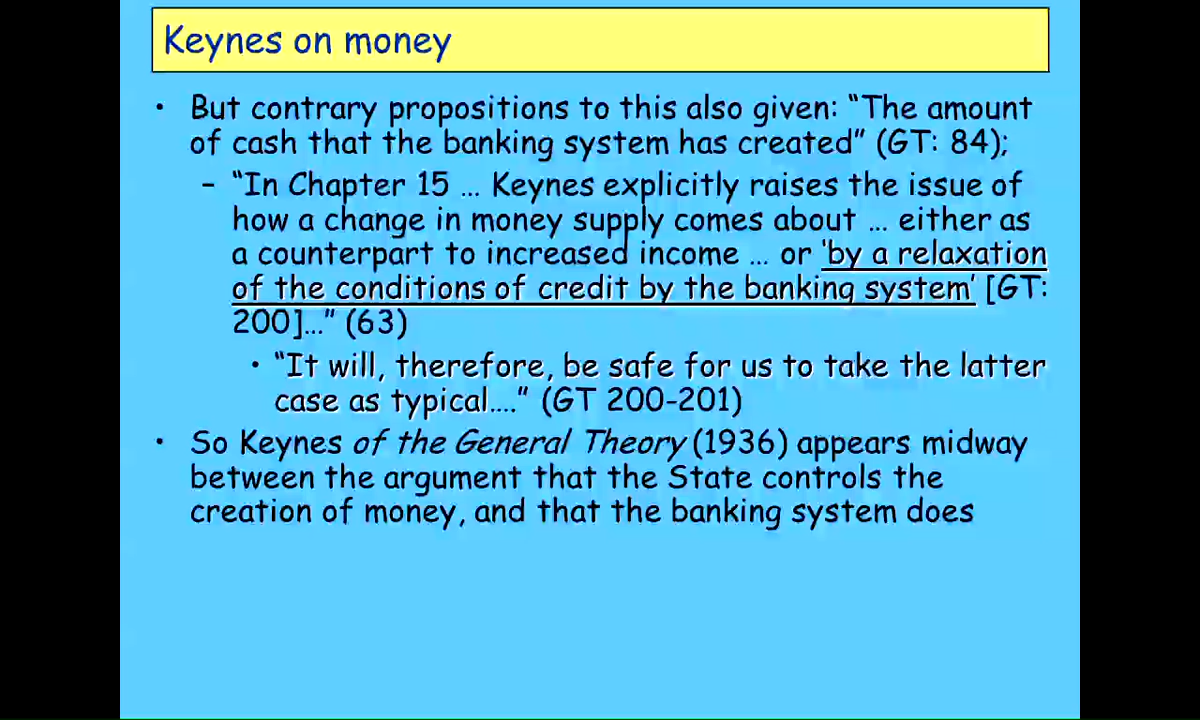 Keynes on money
• But contrary propositions to this also given: “The amount
of cash that the banking system has created” (GT: 84);
– “In Chapter 15 … Keynes explicitly raises the issue of
how a change in money supply comes about … either as
a counterpart to increased income … or ‘by a relaxation
of the conditions of credit by the banking system’ [GT:
200]…” (63)
• “It will, therefore, be safe for us to take the latter
case as typical….” (GT 200-201)
• So Keynes of the General Theory (1936) appears midway
between the argument that the State controls the
creation of money, and that the banking system does